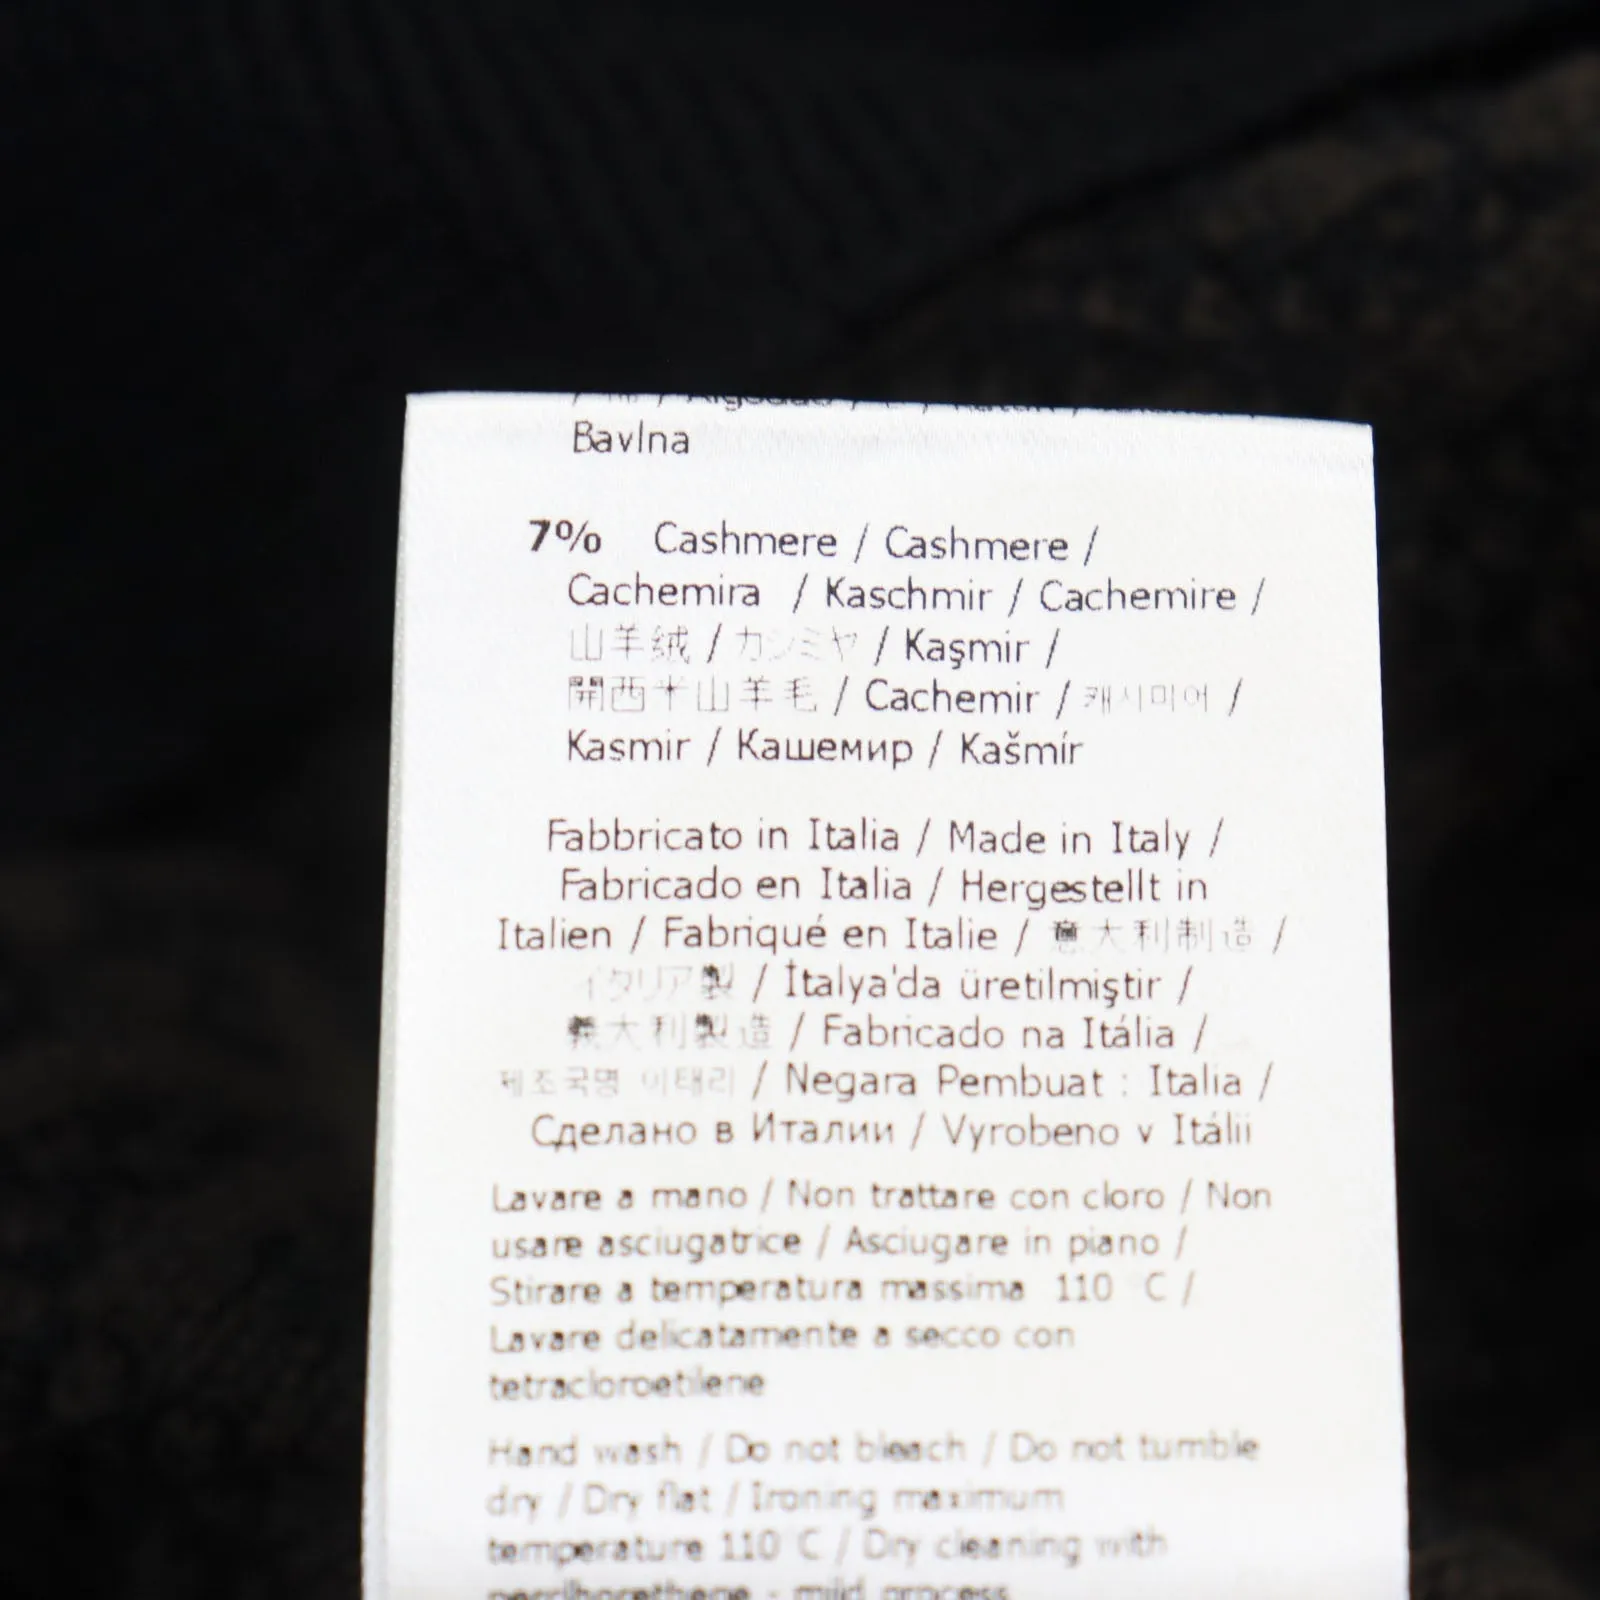 Bavlna
7% Cashmere / Cashmere /
Cachemira / Kaschmir / Cachemire /
山羊绒 / カシミヤ / Kaşmir /
開西米山羊毛 / Cachemir / 캐시미어 /
Kasmir / Кашемир / Kašmír
Fabbricato in Italia / Made in Italy /
Fabricado en Italia / Hergestellt in
Italien / Fabriqué en Italie / 意大利制造 /
イタリア製 / İtalya'da üretilmiştir /
義大利製造 / Fabricado na Itália /
제조국명 이태리 / Negara Pembuat : Italia /
Сделано в Италии / Vyrobeno v Itálii
Lavare a mano / Non trattare con cloro / Non
usare asciugatrice / Asciugare in piano /
Stirare a temperatura massima 110 C /
Lavare delicatamente a secco con
tetracloroetilene
Hand wash / Do not bleach / Do not tumble
dry / Dry flat / Ironing maximum
temperature 110 C / Dry cleaning with
- mild process